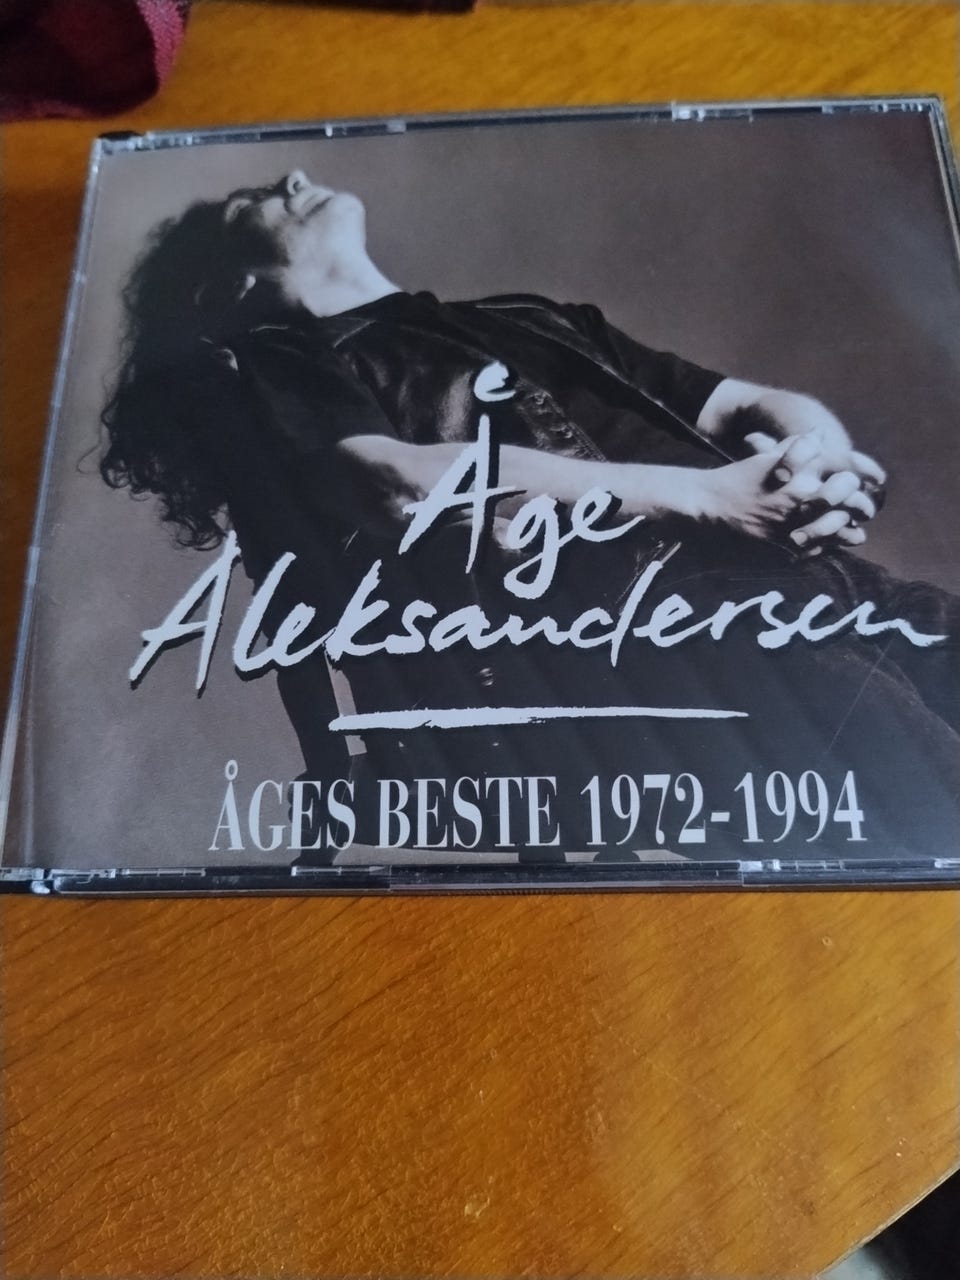 Åge
Aleksandersen
ÅGES BESTE 1972-1994